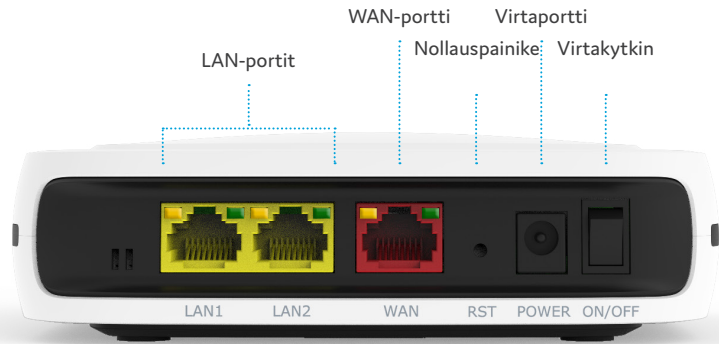 WAN-portti Virtaportti
Nollauspainike Virtakytkin
LAN-portit
LAN1 LAN2 WAN RST POWER ON/OFF